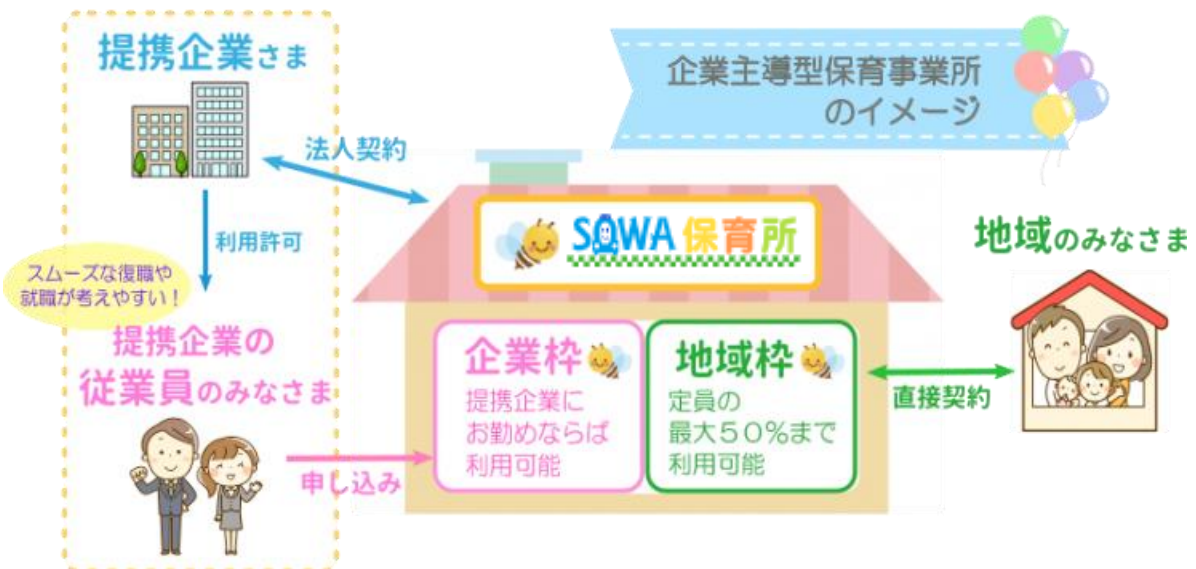 提携企業さま
企業主導型保育事業所
のイメージ
法人契約
利用許可
スムーズな復職や
就職が考えやすい！
提携企業の
従業員のみなさま
申し込み
SOWA保育所
企業枠
提携企業に
お勤めならば
利用可能
地域枠
定員の
最大５０％まで
利用可能
地域のみなさま
直接契約